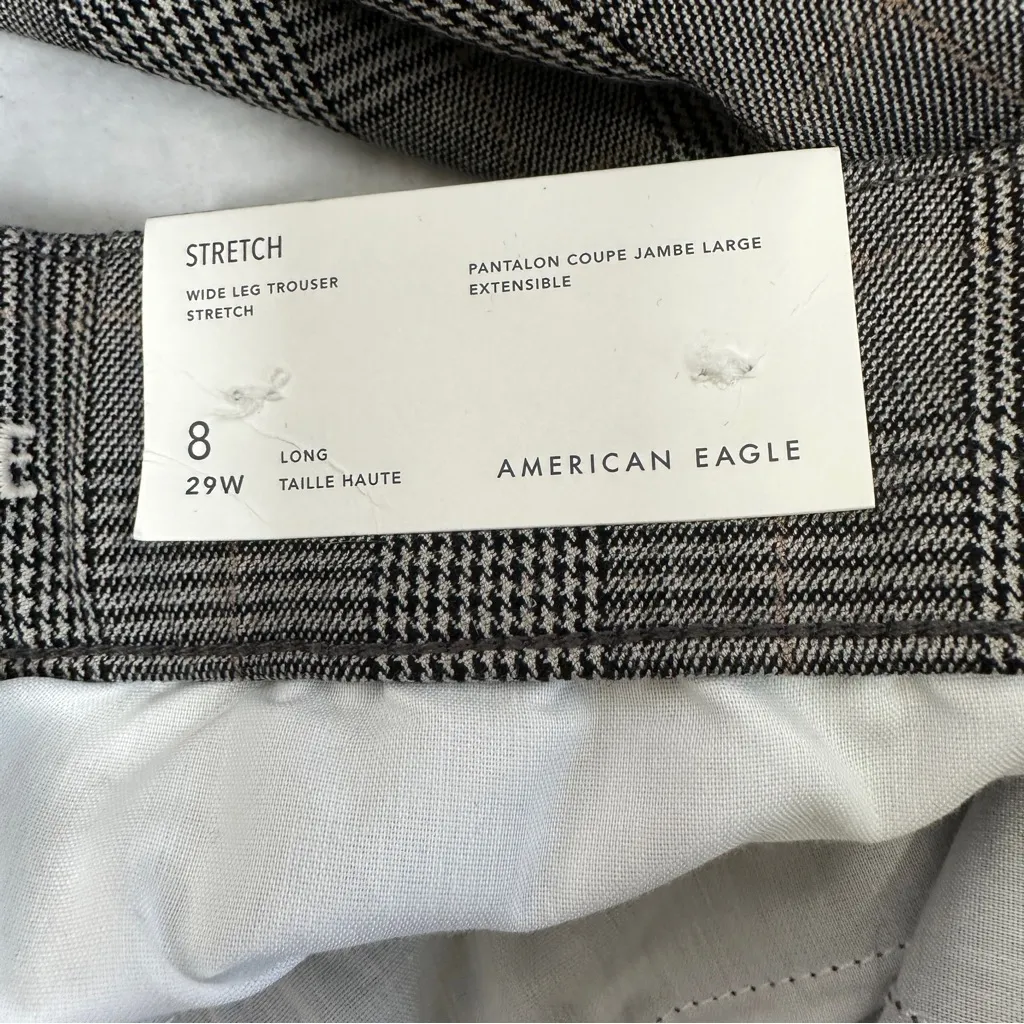 STRETCH
WIDE LEG TROUSER
STRETCH
PANTALON COUPE JAMBE LARGE
EXTENSIBLE
8
29W
LONG
TAILLE HAUTE
AMERICAN EAGLE